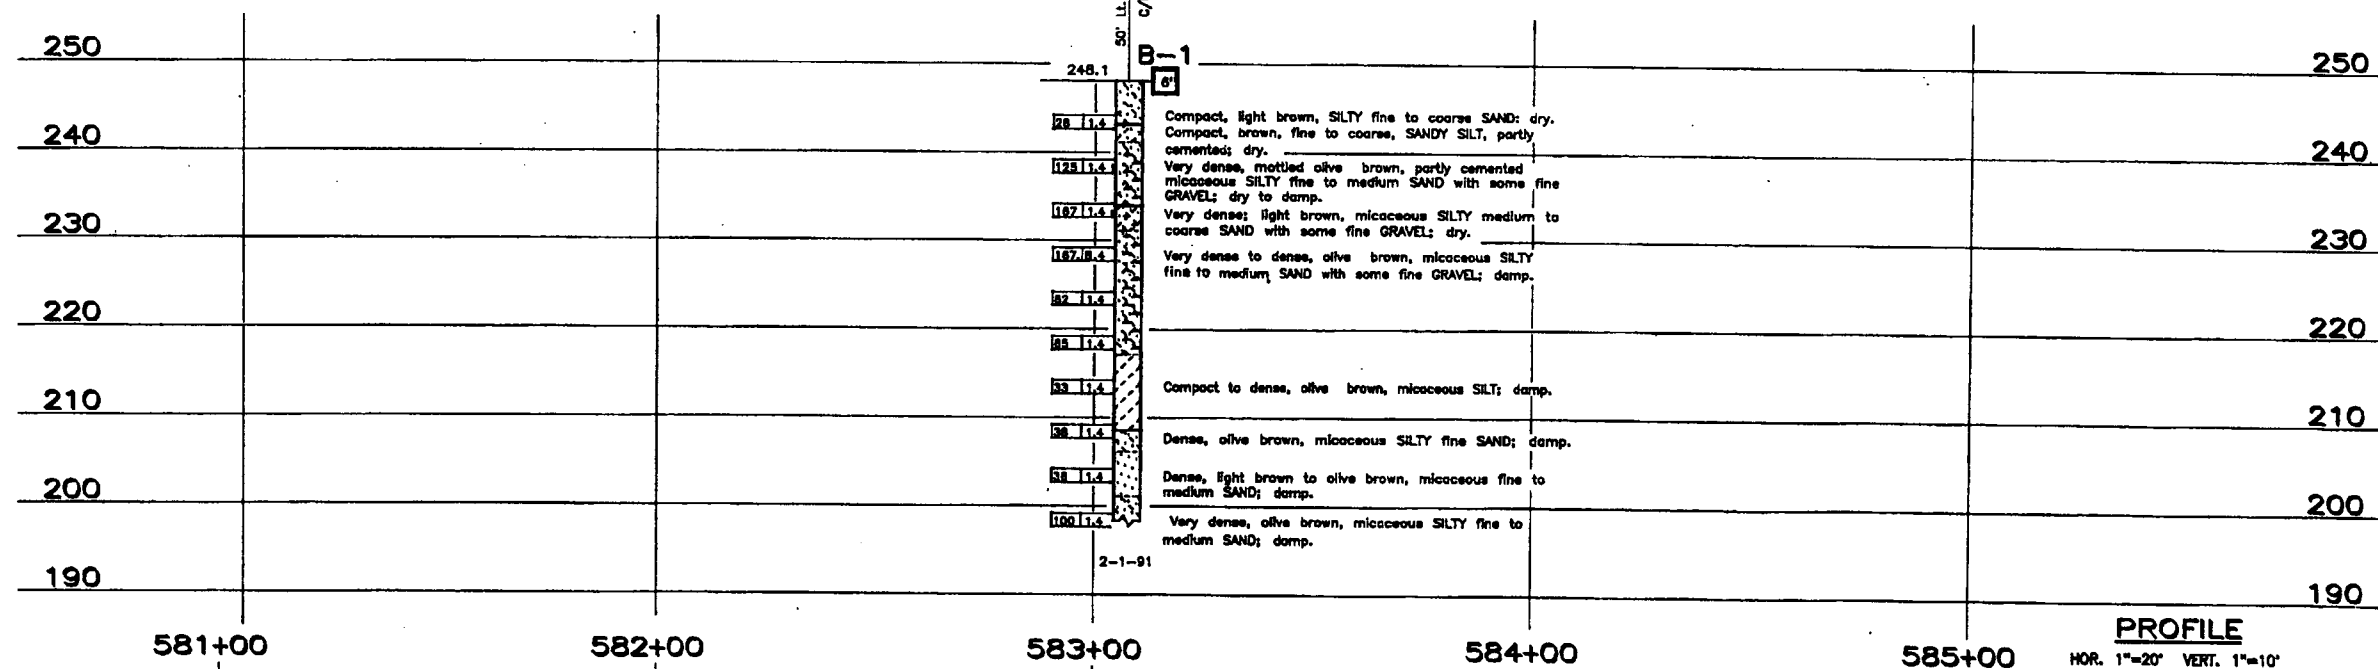 50' Lt.
C/
B-1
6"
250
250
248.1
Compact, light brown, SILTY fine to coarse SAND: dry.
28 1.4
Compact, brown, fine to coarse, SANDY SILT, partly
cemented; dry.
240
240
125 1.4
Very dense, mottled olive brown, partly cemented
micaceous SILTY fine to medium SAND with some fine
GRAVEL; dry to damp.
167 1.4
Very dense; light brown, micaceous SILTY medium to
coarse SAND with some fine GRAVEL; dry.
230
230
1.4
Very dense to dense, olive brown, micaceous SILTY
fine to medium SAND with some fine GRAVEL; damp.
82 1.4
220
220
85 1.4
33 1.4
Compact to dense, olive brown, micaceous SILT; damp.
210
210
36 1.4
Dense, olive brown, micaceous SILTY fine SAND; damp.
38 1.4
Dense, light brown to olive brown, micaceous fine to
medium SAND; damp.
200
200
100 1.4
Very dense, olive brown, micaceous SILTY fine to
medium SAND; damp.
2-1-91
190
190
581+00
582+00
583+00
584+00
585+00
PROFILE
HOR. 1"=20' VERT. 1"=10'